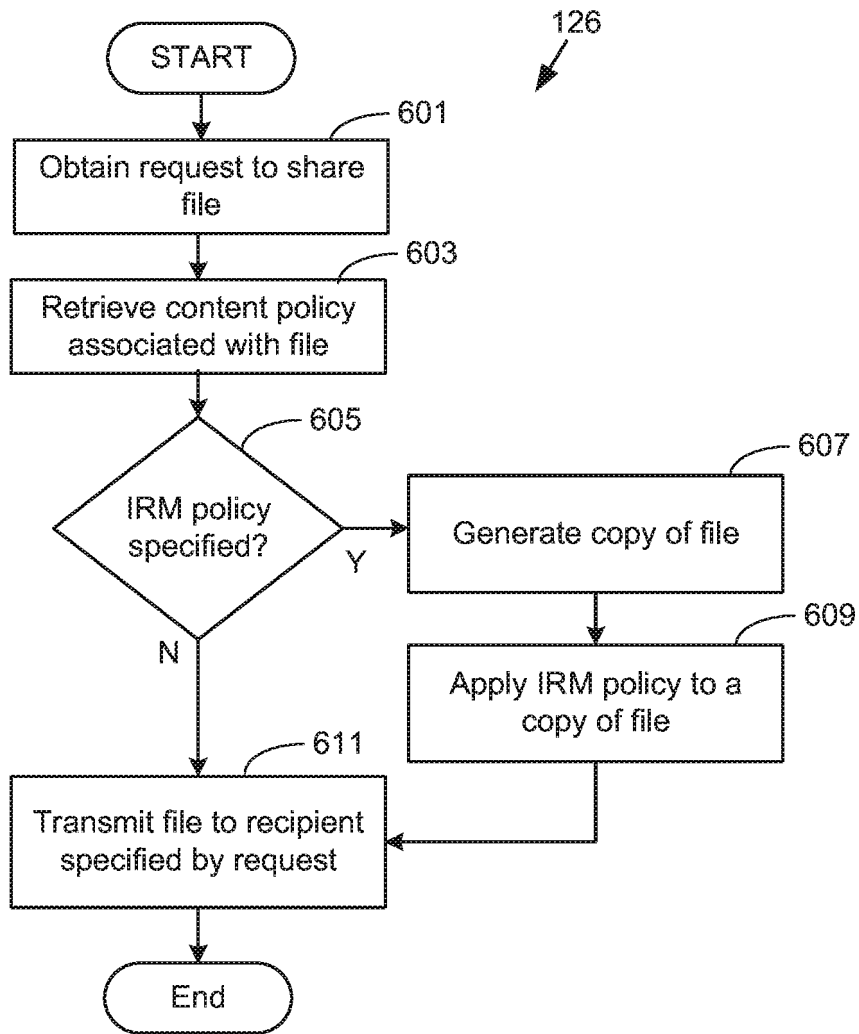 126
START
601
Obtain request to share
file
603
Retrieve content policy
associated with file
605
IRM policy
specified?
Y
N
607
Generate copy of file
609
Apply IRM policy to a
copy of file
611
Transmit file to recipient
specified by request
End